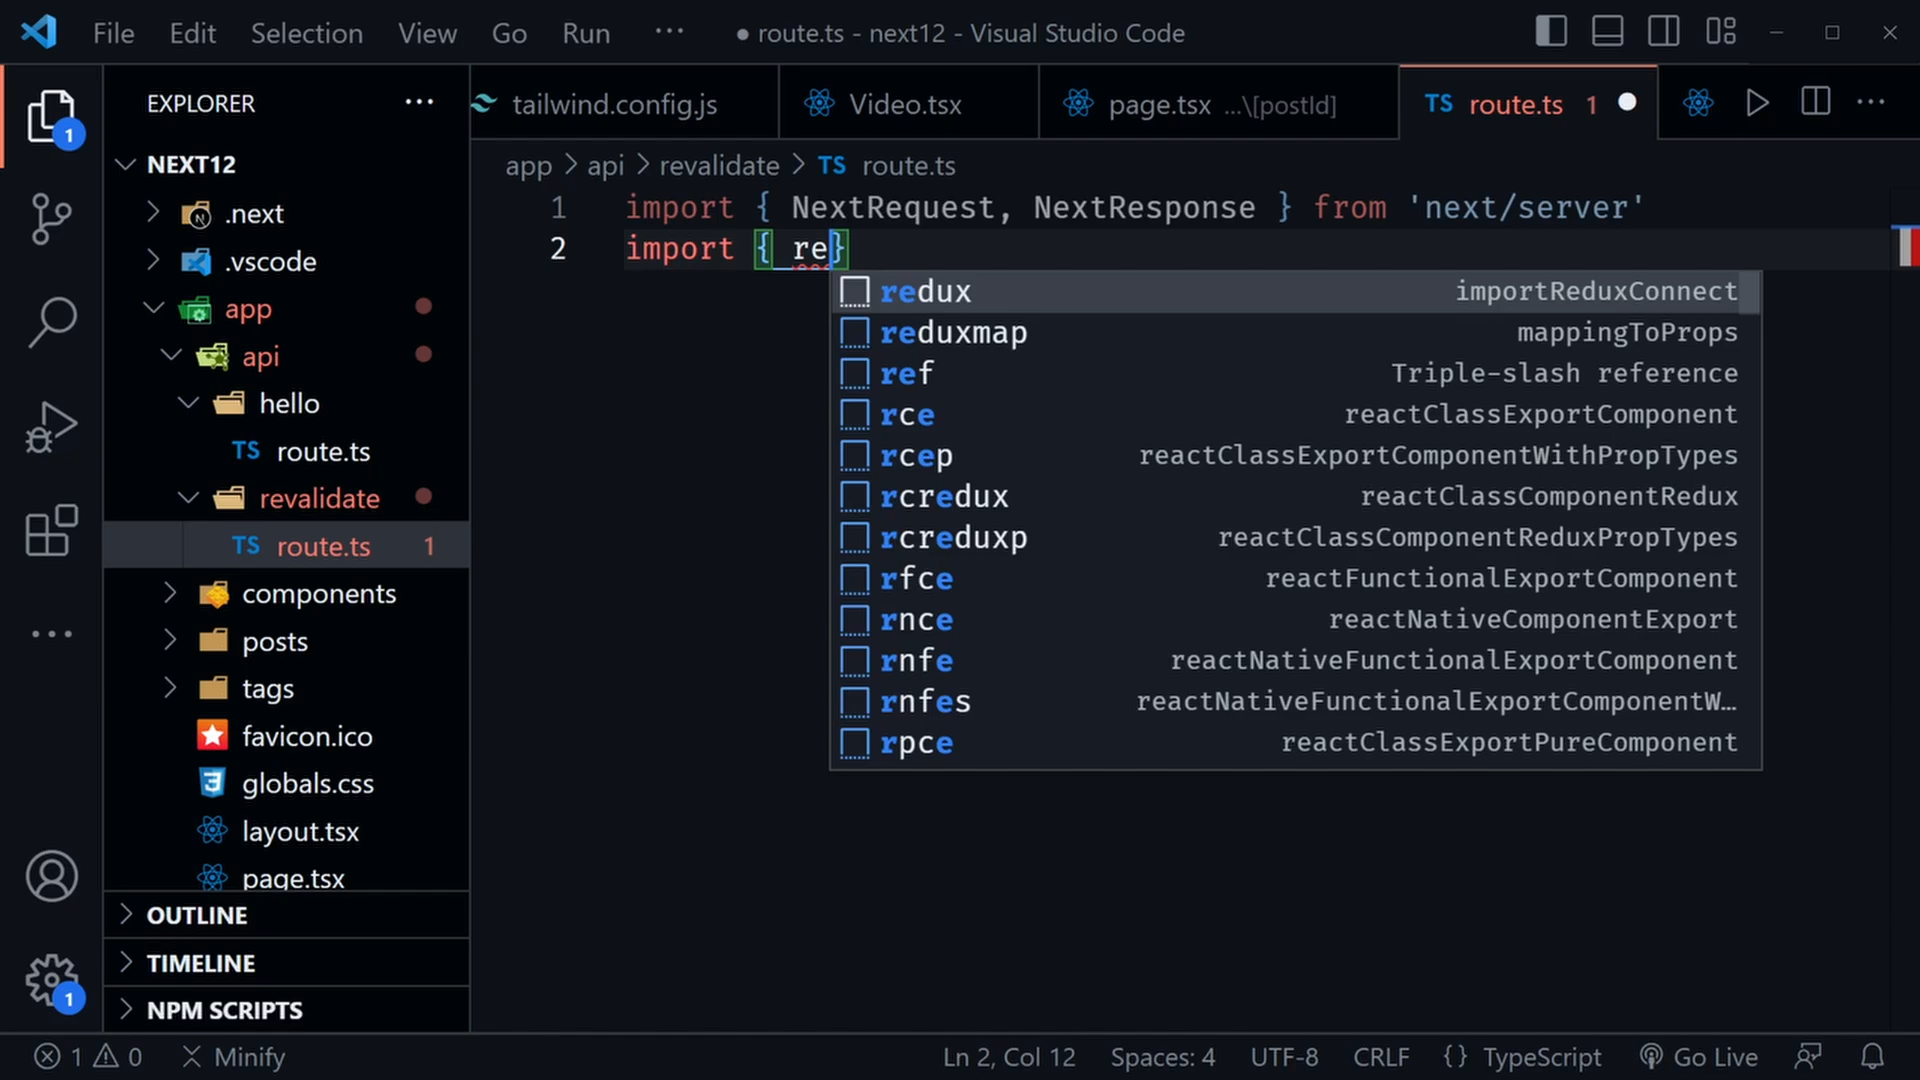 File Edit Selection View Go Run ··· ● route.ts - next12 - Visual Studio Code
EXPLORER ···
tailwind.config.js Video.tsx page.tsx ...\[postId] TS route.ts 1 ● ···
app > api > revalidate > TS route.ts
NEXT12
.next
.vscode
app
api
hello
TS route.ts
revalidate
TS route.ts 1
components
posts
tags
favicon.ico
globals.css
layout.tsx
page.tsx
OUTLINE
TIMELINE
NPM SCRIPTS
1
1
1 import { NextRequest, NextResponse } from 'next/server'
2 import { re}
redux importReduxConnect
reduxmap mappingToProps
ref Triple-slash reference
rce reactClassExportComponent
rcep reactClassExportComponentWithPropTypes
rcredux reactClassComponentRedux
rcreduxp reactClassComponentReduxPropTypes
rfce reactFunctionalExportComponent
rnce reactNativeComponentExport
rnfe reactNativeFunctionalExportComponent
rnfes reactNativeFunctionalExportComponentW…
rpce reactClassExportPureComponent
1 0 Minify Ln 2, Col 12 Spaces: 4 UTF-8 CRLF {} TypeScript Go Live